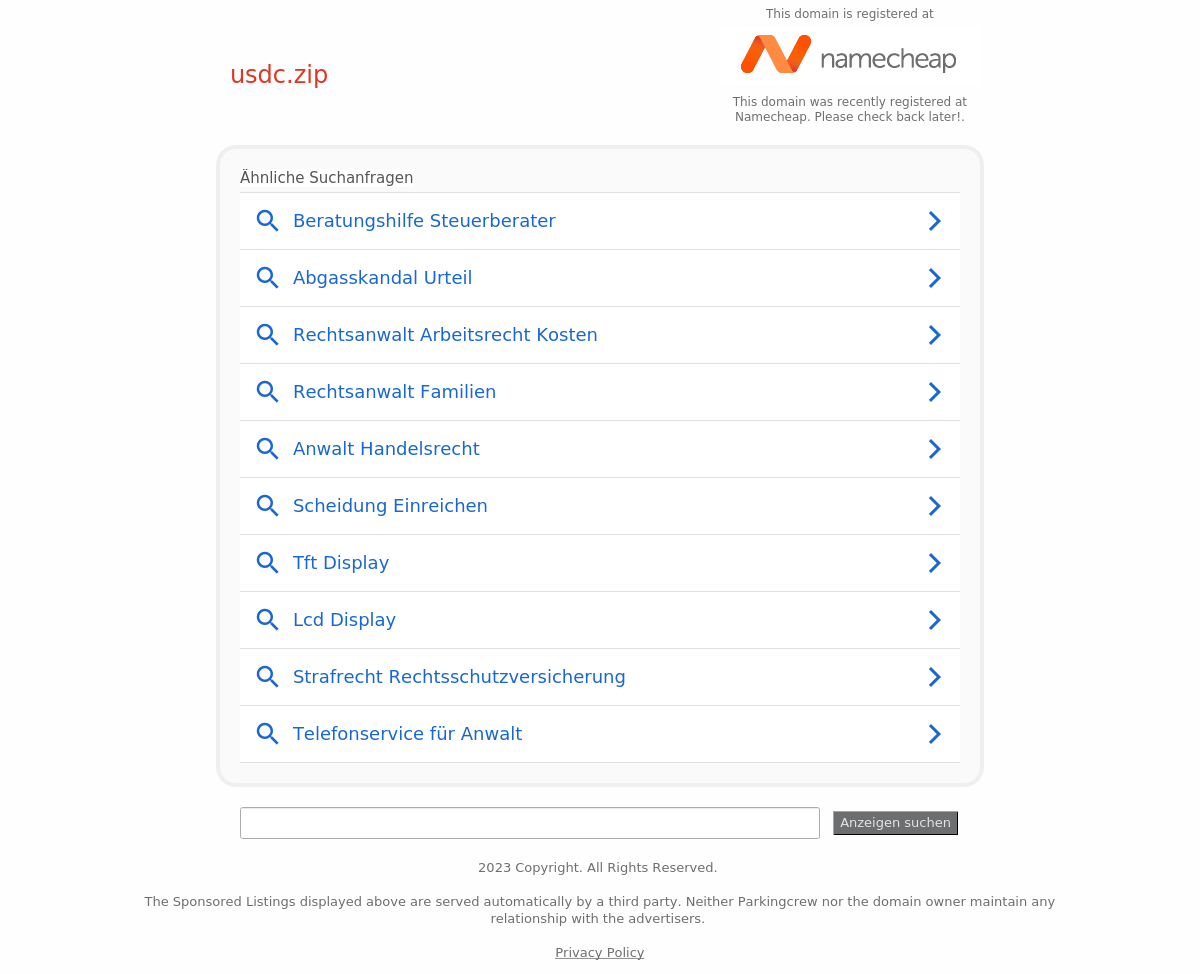 This domain is registered at
namecheap
usdc.zip
This domain was recently registered at
Namecheap. Please check back later!.
Ähnliche Suchanfragen
Beratungshilfe Steuerberater
Abgasskandal Urteil
Rechtsanwalt Arbeitsrecht Kosten
Rechtsanwalt Familien
Anwalt Handelsrecht
Scheidung Einreichen
Tft Display
Lcd Display
Strafrecht Rechtsschutzversicherung
Telefonservice für Anwalt
Anzeigen suchen
2023 Copyright. All Rights Reserved.
The Sponsored Listings displayed above are served automatically by a third party. Neither Parkingcrew nor the domain owner maintain any
relationship with the advertisers.
Privacy Policy